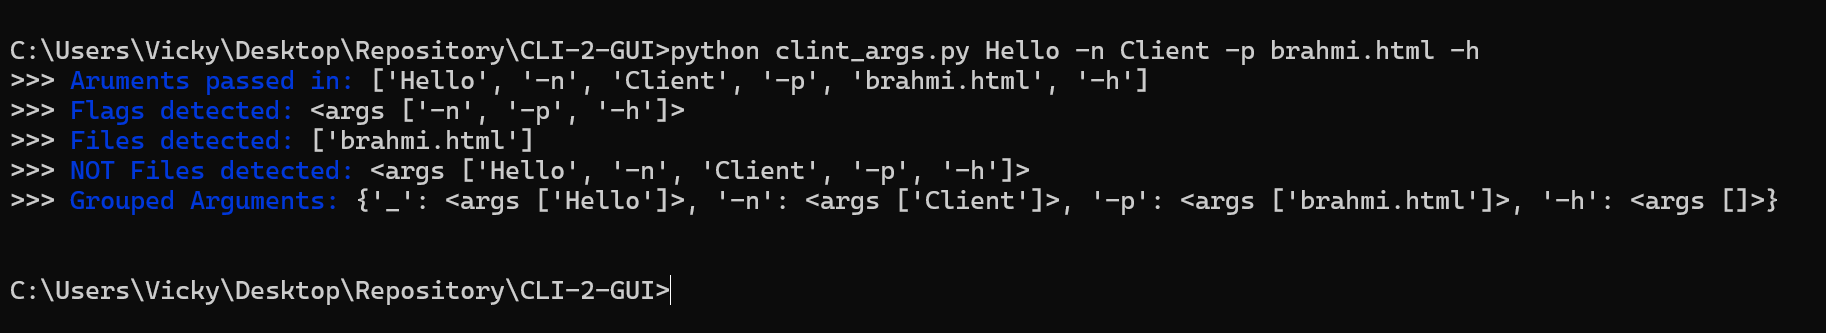 C:\Users\Vicky\Desktop\Repository\CLI-2-GUI>python clint_args.py Hello -n Client -p brahmi.html -h
>>> Aruments passed in: ['Hello', '-n', 'Client', '-p', 'brahmi.html', '-h']
>>> Flags detected: <args ['-n', '-p', '-h']>
>>> Files detected: ['brahmi.html']
>>> NOT Files detected: <args ['Hello', '-n', 'Client', '-p', '-h']>
>>> Grouped Arguments: {'_': <args ['Hello']>, '-n': <args ['Client']>, '-p': <args ['brahmi.html']>, '-h': <args []>}
C:\Users\Vicky\Desktop\Repository\CLI-2-GUI>